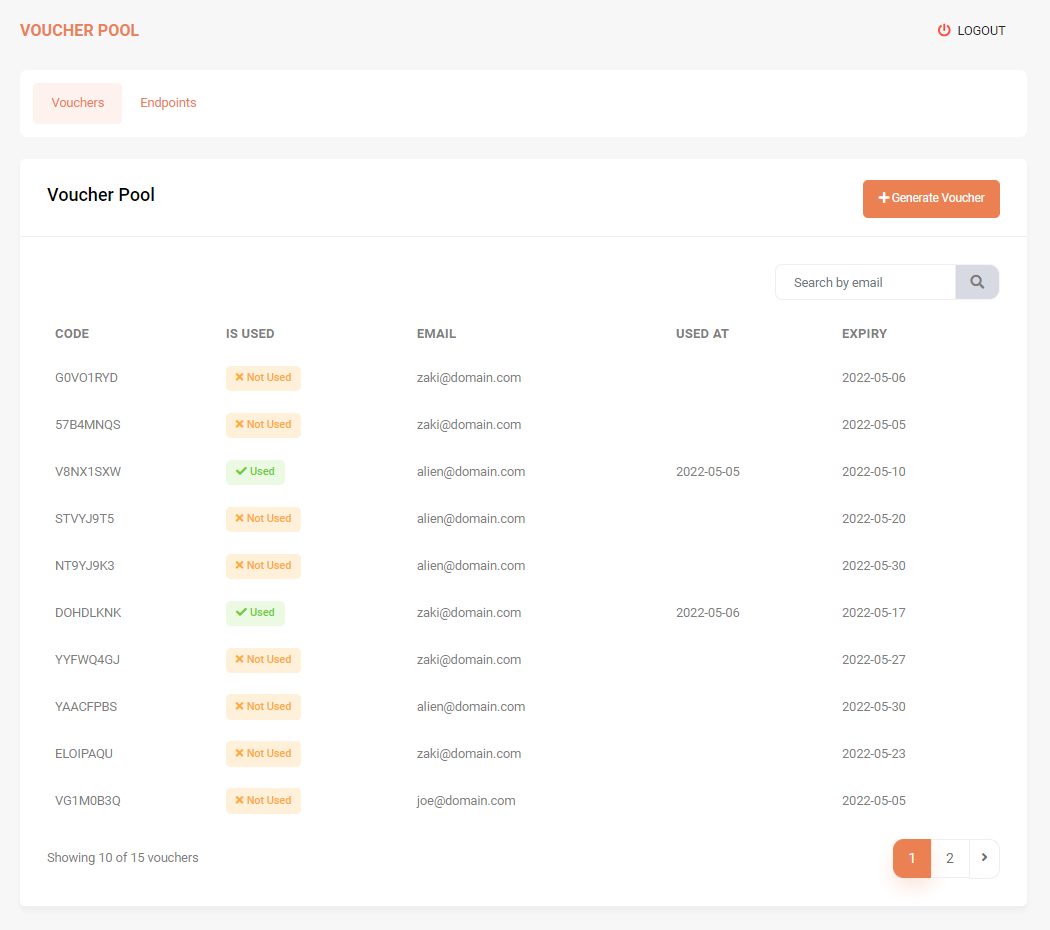 VOUCHER POOL
LOGOUT
Vouchers Endpoints
Voucher Pool
Generate Voucher
Search by email
CODE IS USED EMAIL USED AT EXPIRY
G0VO1RYD Not Used zaki@domain.com 2022-05-06
57B4MNQS Not Used zaki@domain.com 2022-05-05
V8NX1SXW Used alien@domain.com 2022-05-05 2022-05-10
STVYJ9T5 Not Used alien@domain.com 2022-05-20
NT9YJ9K3 Not Used alien@domain.com 2022-05-30
DOHDLKNK Used zaki@domain.com 2022-05-06 2022-05-17
YYFWQ4GJ Not Used zaki@domain.com 2022-05-27
YAACFPBS Not Used alien@domain.com 2022-05-30
ELOIPAQU Not Used zaki@domain.com 2022-05-23
VG1M0B3Q Not Used joe@domain.com 2022-05-05
Showing 10 of 15 vouchers
1 2